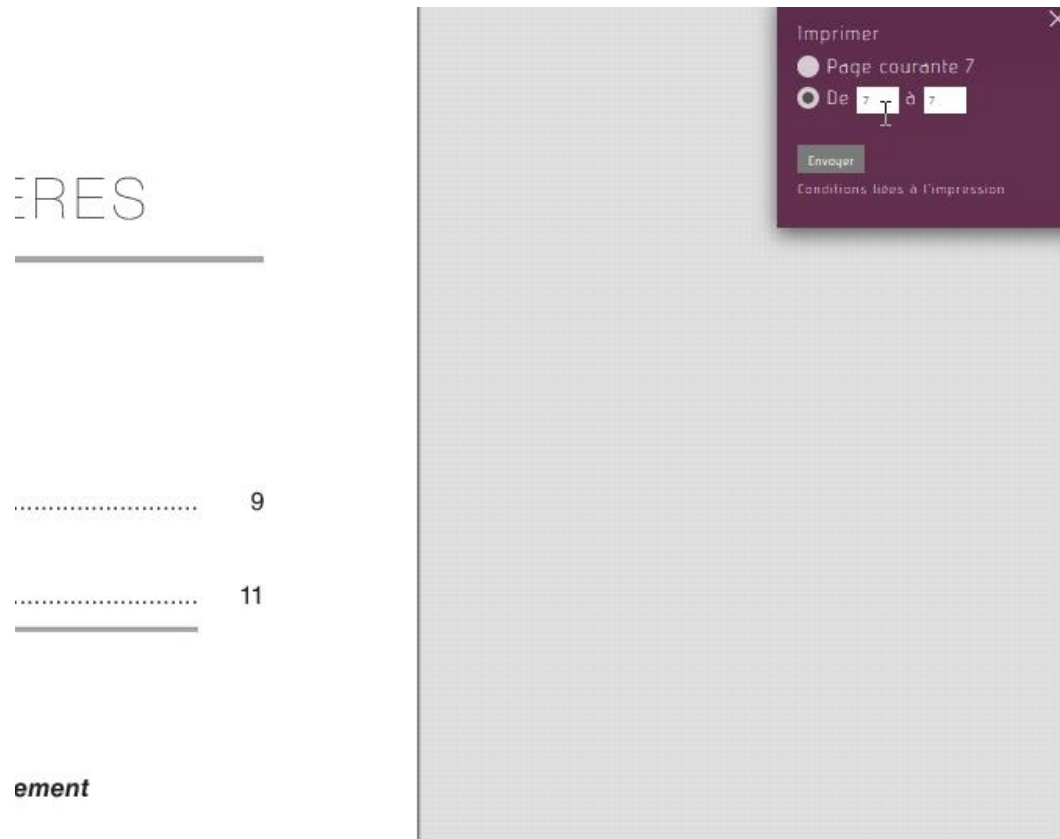 Imprimer
Page courante 7
De 7 à 7
Envoyer
Conditions liées à l'impression
ERES
.......................... 9
.......................... 11
ement